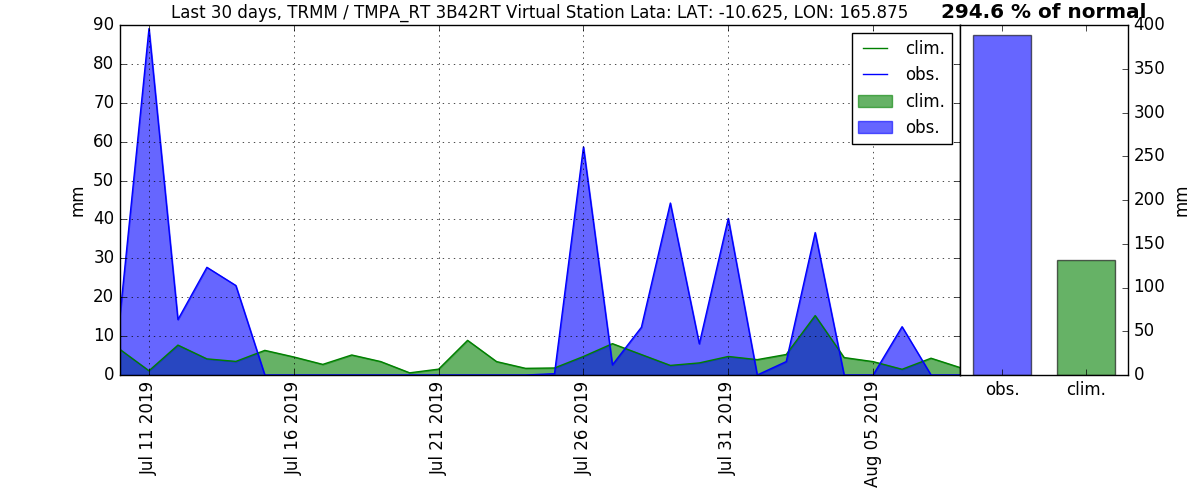 Last 30 days, TRMM / TMPA_RT 3B42RT Virtual Station Lata: LAT: -10.625, LON: 165.875
294.6 % of normal
90
80
70
60
50
40
30
20
10
0
mm
clim.
obs.
clim.
obs.
Jul 11 2019
Jul 16 2019
Jul 21 2019
Jul 26 2019
Jul 31 2019
Aug 05 2019
400
350
300
250
200
150
100
50
0
mm
obs.
clim.